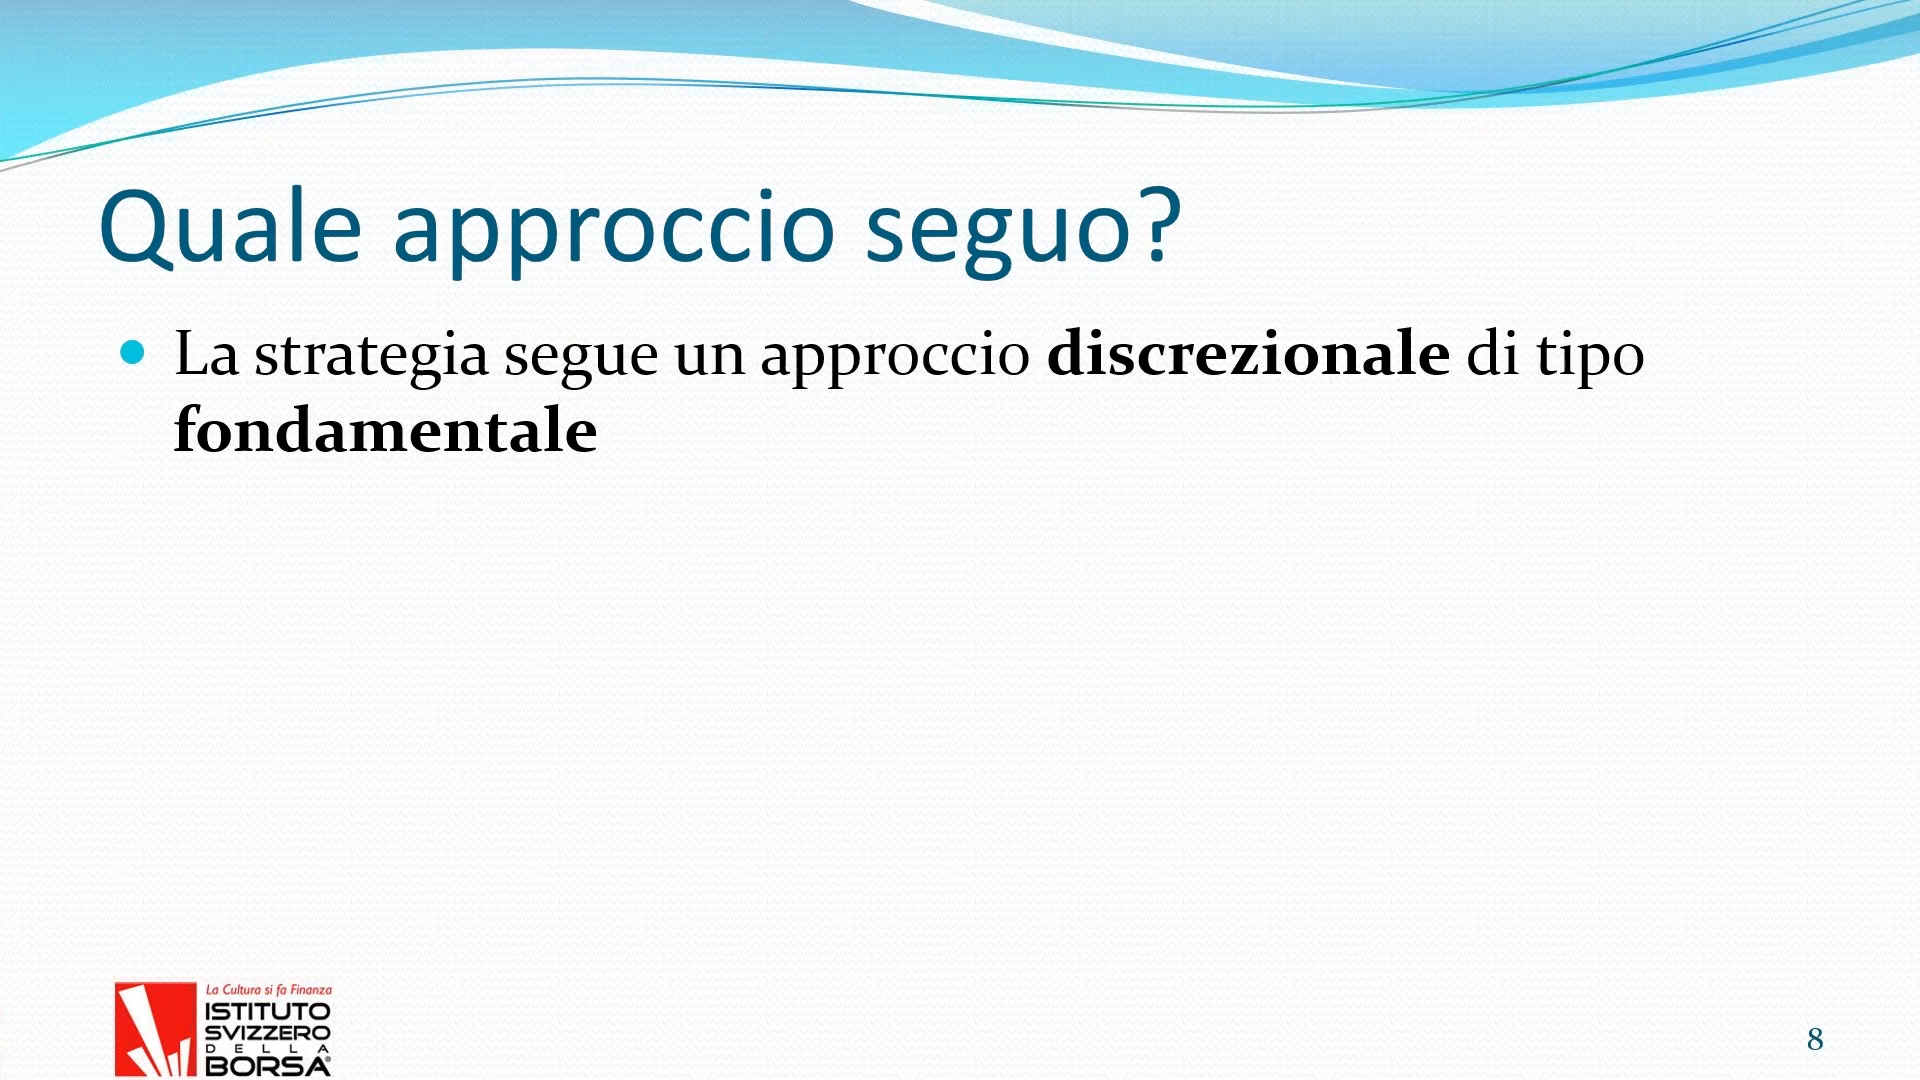 Quale approccio seguo?
La strategia segue un approccio discrezionale di tipo
fondamentale
La Cultura si fa Finanza
ISTITUTO
SVIZZERO
DELLA
BORSA®
8